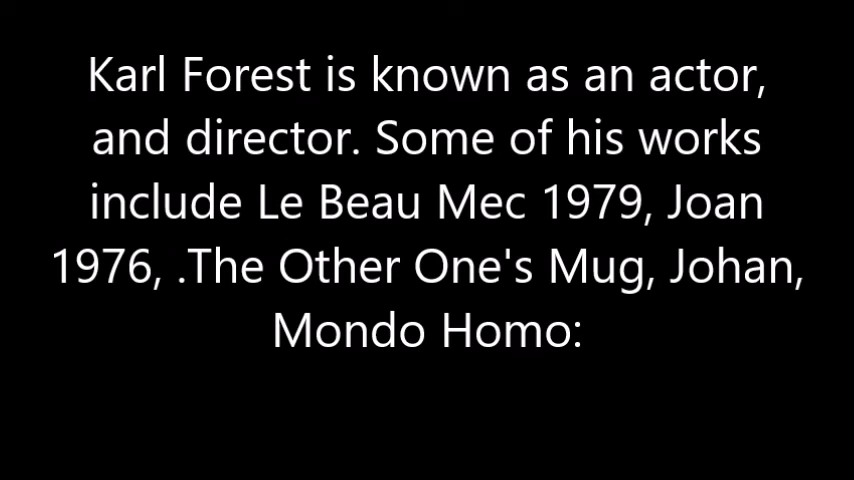 Karl Forest is known as an actor,
and director. Some of his works
include Le Beau Mec 1979, Joan
1976, .The Other One's Mug, Johan,
Mondo Homo: